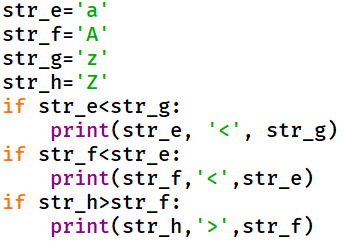 str_e='a'
str_f='A'
str_g='z'
str_h='Z'
if str_e<str_g:
    print(str_e, '<', str_g)
if str_f<str_e:
    print(str_f,'<',str_e)
if str_h>str_f:
    print(str_h,'>',str_f)